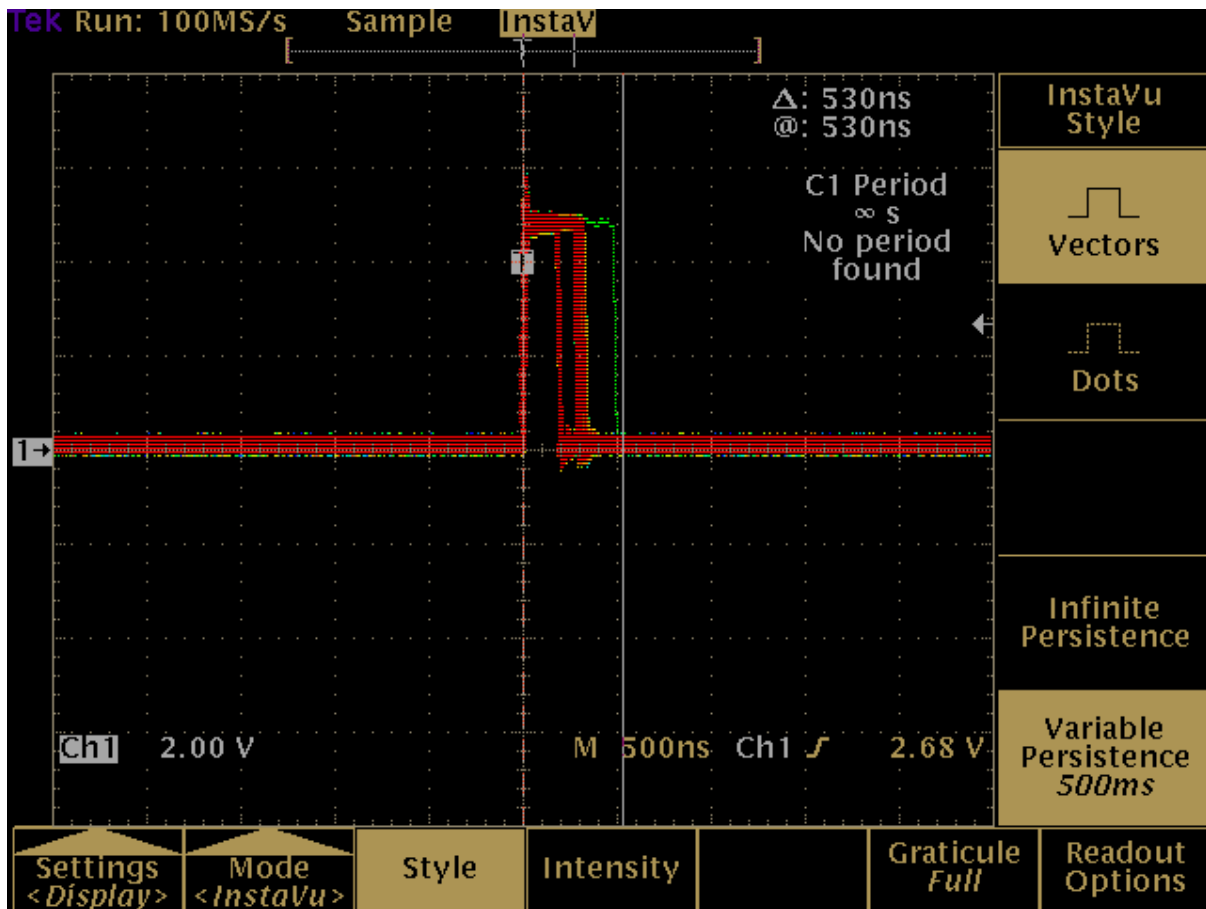 Tek Run: 100MS/s Sample InstaV
Δ: 530ns
@: 530ns
C1 Period
∞ s
No period
found
T
1→
Ch1 2.00 V M 500ns Ch1 2.68 V
InstaVu
Style
Vectors
Dots
Infinite
Persistence
Variable
Persistence
500ms
Settings
<Display>
Mode
<InstaVu>
Style
Intensity
Graticule
Full
Readout
Options